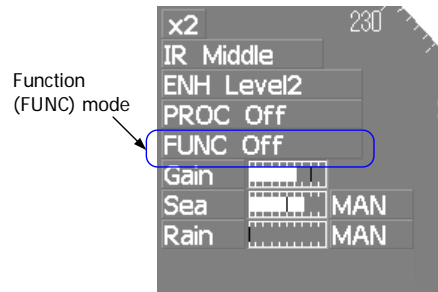 x2
230
IR Middle
ENH Level2
Function
(FUNC) mode
PROC Off
FUNC Off
Gain
Sea MAN
Rain MAN